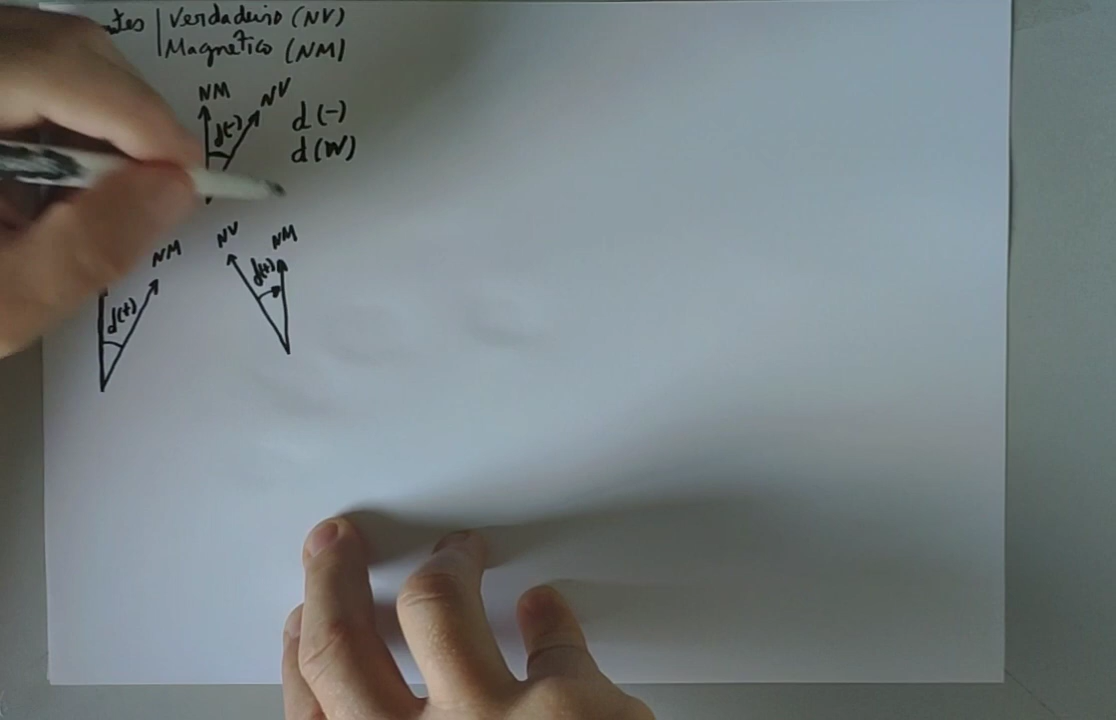 | Verdadeiro (NV)
| Magnético (NM)
NM NV
d(-) d(-)
d(W)
NM NV NM
d(+) d(+)